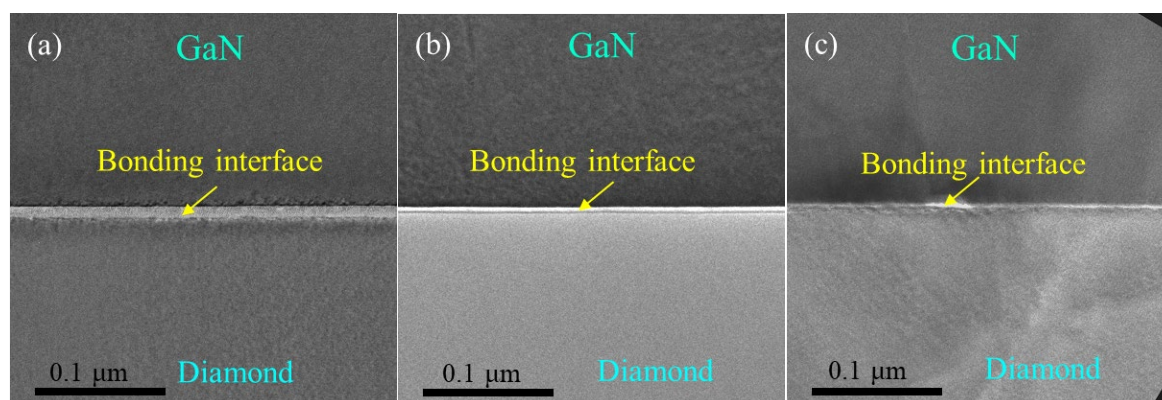 (a)
GaN
Bonding interface
0.1 μm
Diamond
(b)
GaN
Bonding interface
0.1 μm
Diamond
(c)
GaN
Bonding interface
0.1 μm
Diamond